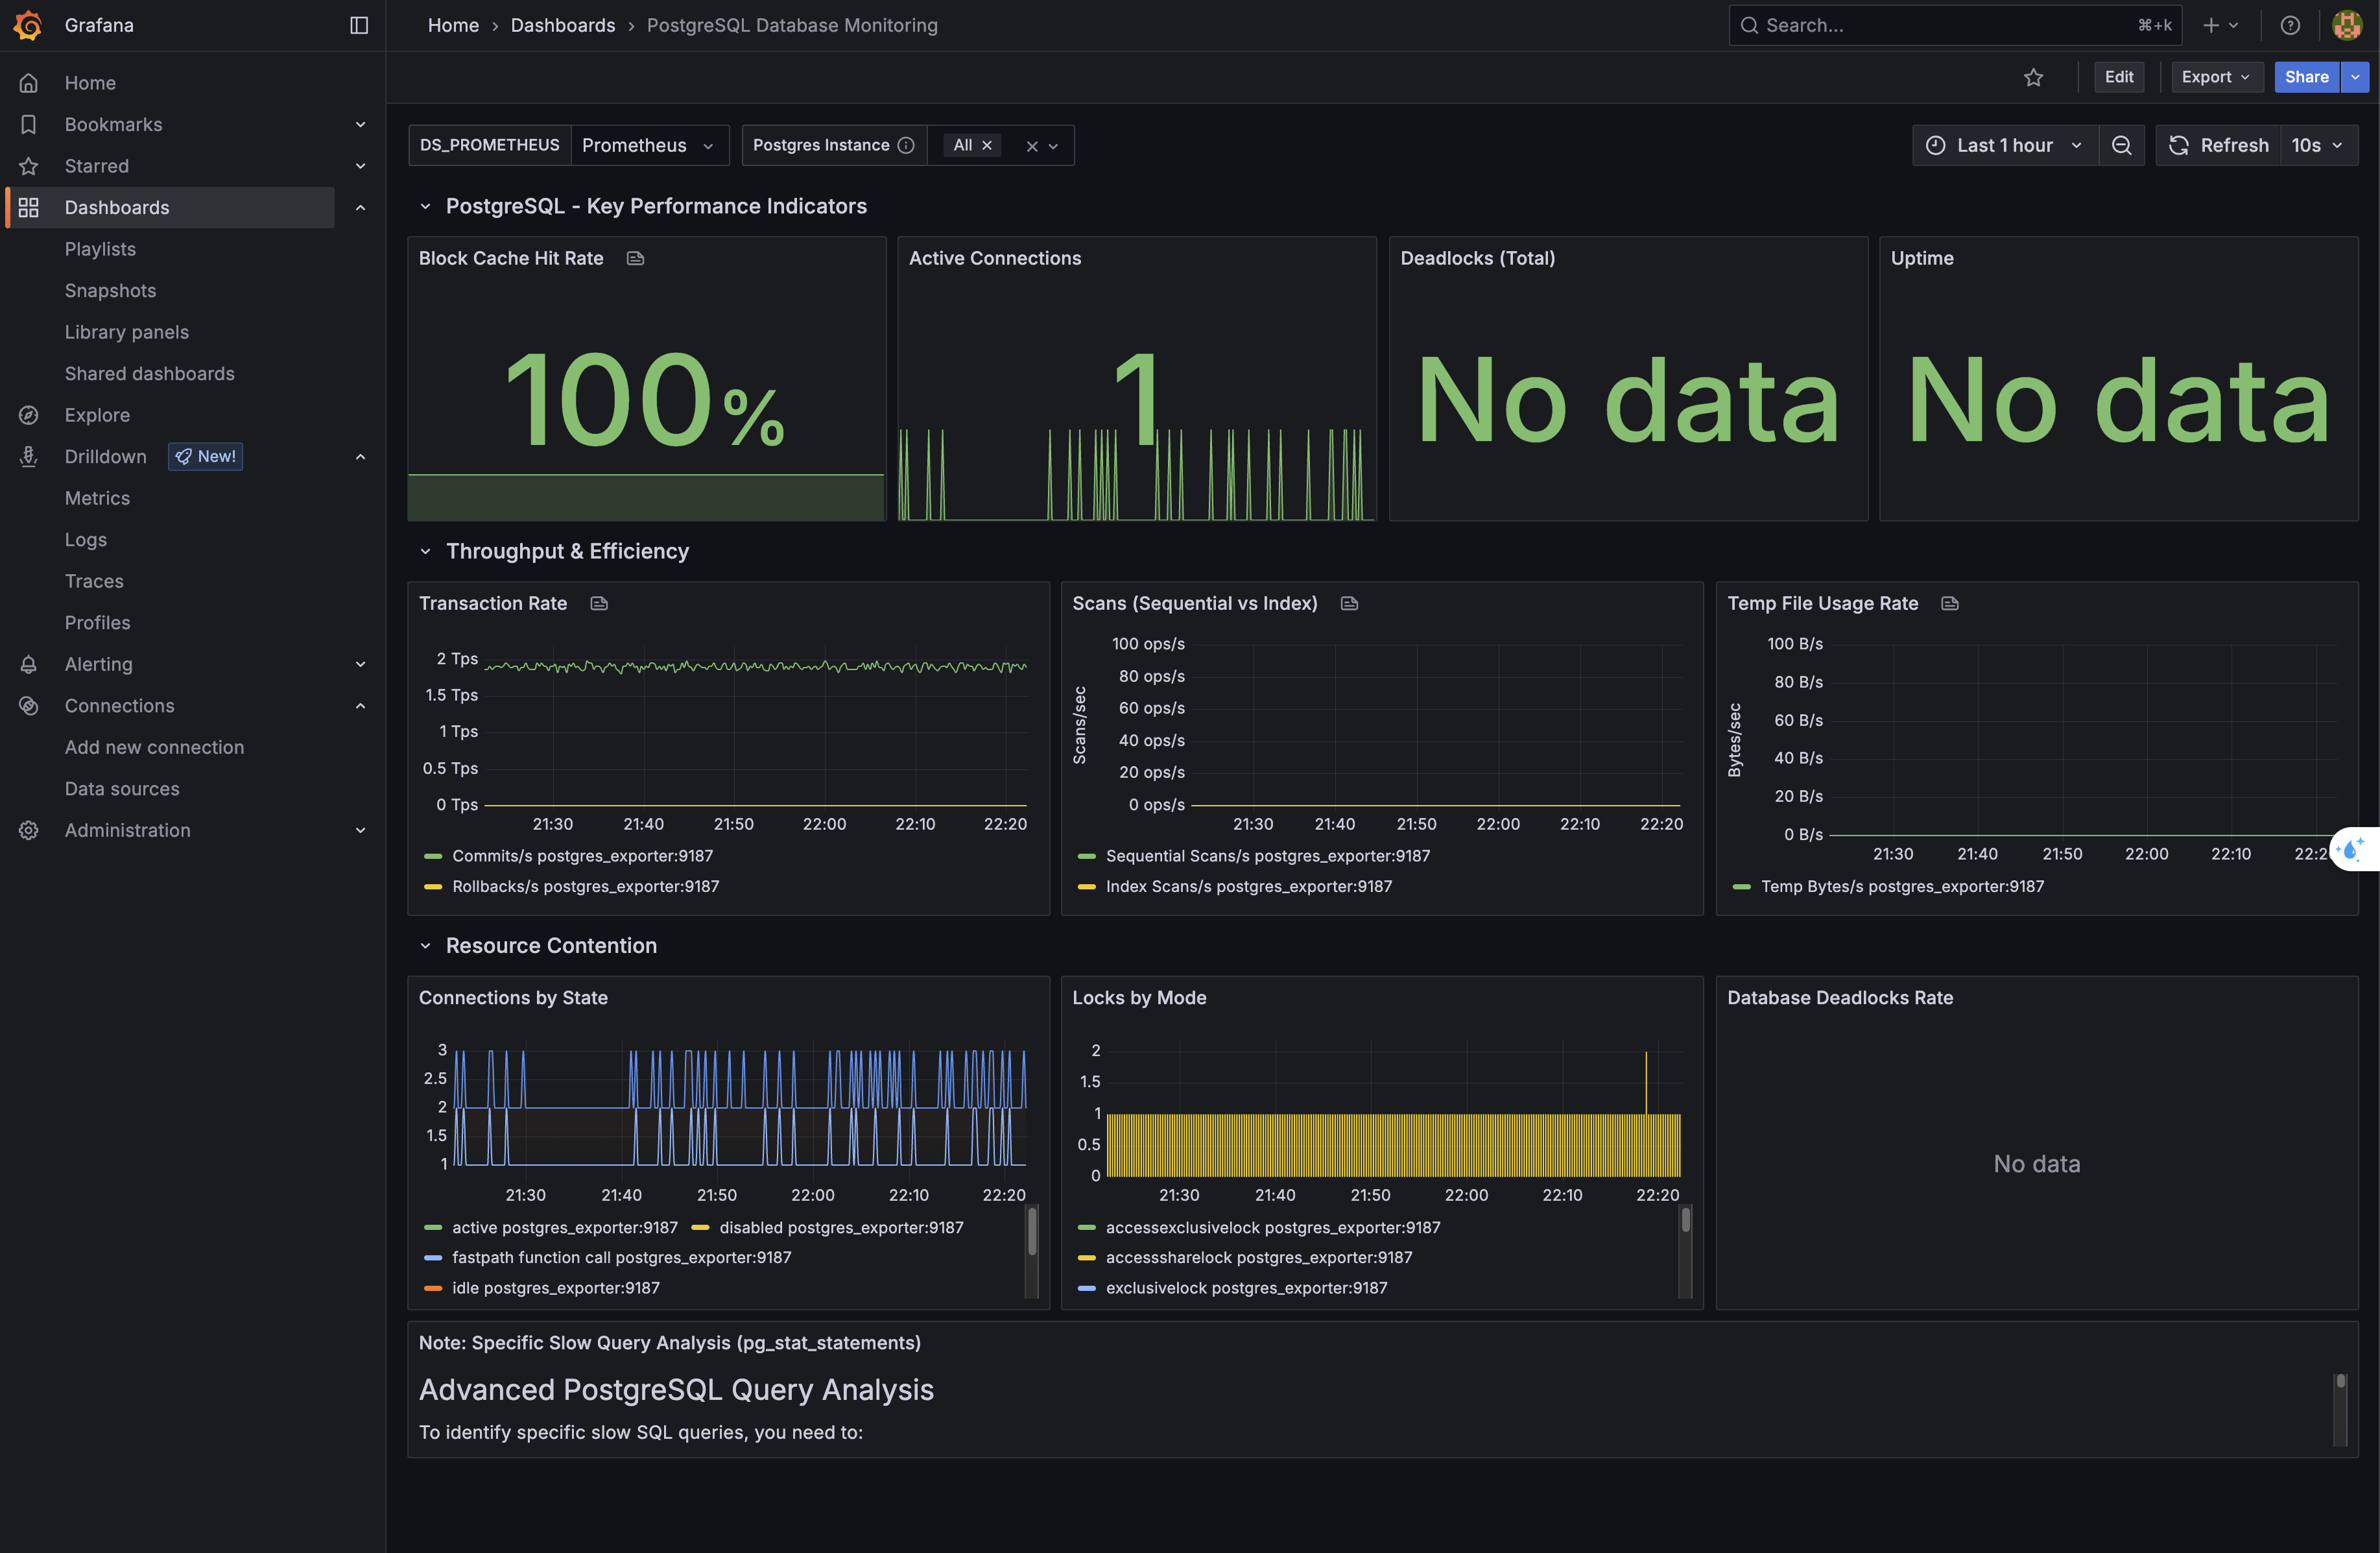 Grafana
Home › Dashboards › PostgreSQL Database Monitoring
Search... ⌘+k
Home
Bookmarks
Starred
Dashboards
Playlists
Snapshots
Library panels
Shared dashboards
Explore
Drilldown New!
Metrics
Logs
Traces
Profiles
Alerting
Connections
Add new connection
Data sources
Administration
Edit Export Share
DS_PROMETHEUS Prometheus Postgres Instance All
Last 1 hour Refresh 10s
PostgreSQL - Key Performance Indicators
Block Cache Hit Rate
100%
Active Connections
1
Deadlocks (Total)
No data
Uptime
No data
Throughput & Efficiency
Transaction Rate
2 Tps
1.5 Tps
1 Tps
0.5 Tps
0 Tps
21:30 21:40 21:50 22:00 22:10 22:20
Commits/s postgres_exporter:9187
Rollbacks/s postgres_exporter:9187
Scans (Sequential vs Index)
Scans/sec
100 ops/s
80 ops/s
60 ops/s
40 ops/s
20 ops/s
0 ops/s
21:30 21:40 21:50 22:00 22:10 22:20
Sequential Scans/s postgres_exporter:9187
Index Scans/s postgres_exporter:9187
Temp File Usage Rate
Bytes/sec
100 B/s
80 B/s
60 B/s
40 B/s
20 B/s
0 B/s
21:30 21:40 21:50 22:00 22:10 22:2
Temp Bytes/s postgres_exporter:9187
Resource Contention
Connections by State
3
2.5
2
1.5
1
21:30 21:40 21:50 22:00 22:10 22:20
active postgres_exporter:9187 disabled postgres_exporter:9187
fastpath function call postgres_exporter:9187
idle postgres_exporter:9187
Locks by Mode
2
1.5
1
0.5
0
21:30 21:40 21:50 22:00 22:10 22:20
accessexclusivelock postgres_exporter:9187
accesssharelock postgres_exporter:9187
exclusivelock postgres_exporter:9187
Database Deadlocks Rate
No data
Note: Specific Slow Query Analysis (pg_stat_statements)
Advanced PostgreSQL Query Analysis
To identify specific slow SQL queries, you need to: